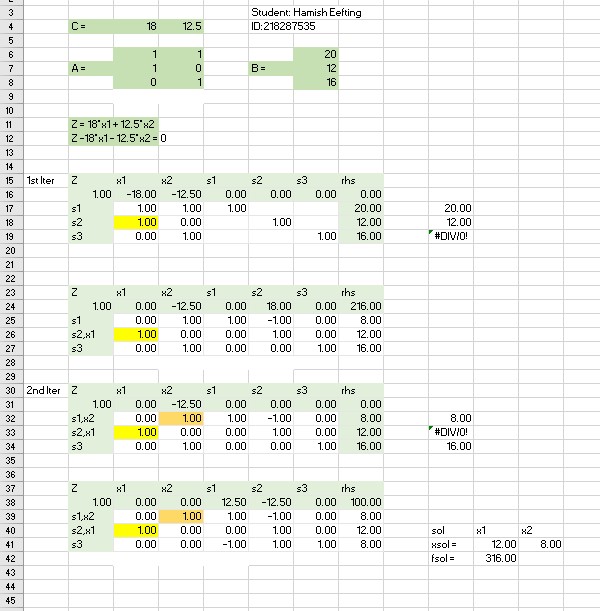 2
3 Student: Hamish Eefting
4 C = 18 12.5 ID:218287535
5
6 1 1 20
7 A = 1 0 B = 12
8 0 1 16
9
10
11 Z = 18*x1 + 12.5*x2
12 Z -18*x1 - 12.5*x2 = 0
13
14
15 1st Iter Z x1 x2 s1 s2 s3 rhs
16 1.00 -18.00 -12.50 0.00 0.00 0.00 0.00
17 s1 1.00 1.00 1.00 20.00 20.00
18 s2 1.00 0.00 1.00 12.00 12.00
19 s3 0.00 1.00 1.00 16.00 #DIV/0!
20
21
22
23 Z x1 x2 s1 s2 s3 rhs
24 1.00 0.00 -12.50 0.00 18.00 0.00 216.00
25 s1 0.00 1.00 1.00 -1.00 0.00 8.00
26 s2,x1 1.00 0.00 0.00 1.00 0.00 12.00
27 s3 0.00 1.00 0.00 0.00 1.00 16.00
28
29
30 2nd Iter Z x1 x2 s1 s2 s3 rhs
31 1.00 0.00 -12.50 0.00 0.00 0.00 0.00
32 s1,x2 0.00 1.00 1.00 -1.00 0.00 8.00 8.00
33 s2,x1 1.00 0.00 0.00 1.00 0.00 12.00 #DIV/0!
34 s3 0.00 1.00 0.00 0.00 1.00 16.00 16.00
35
36
37 Z x1 x2 s1 s2 s3 rhs
38 1.00 0.00 0.00 12.50 -12.50 0.00 100.00
39 s1,x2 0.00 1.00 1.00 -1.00 0.00 8.00
40 s2,x1 1.00 0.00 0.00 1.00 0.00 12.00 sol x1 x2
41 s3 0.00 0.00 -1.00 1.00 1.00 8.00 xsol = 12.00 8.00
42 fsol = 316.00
43
44
45